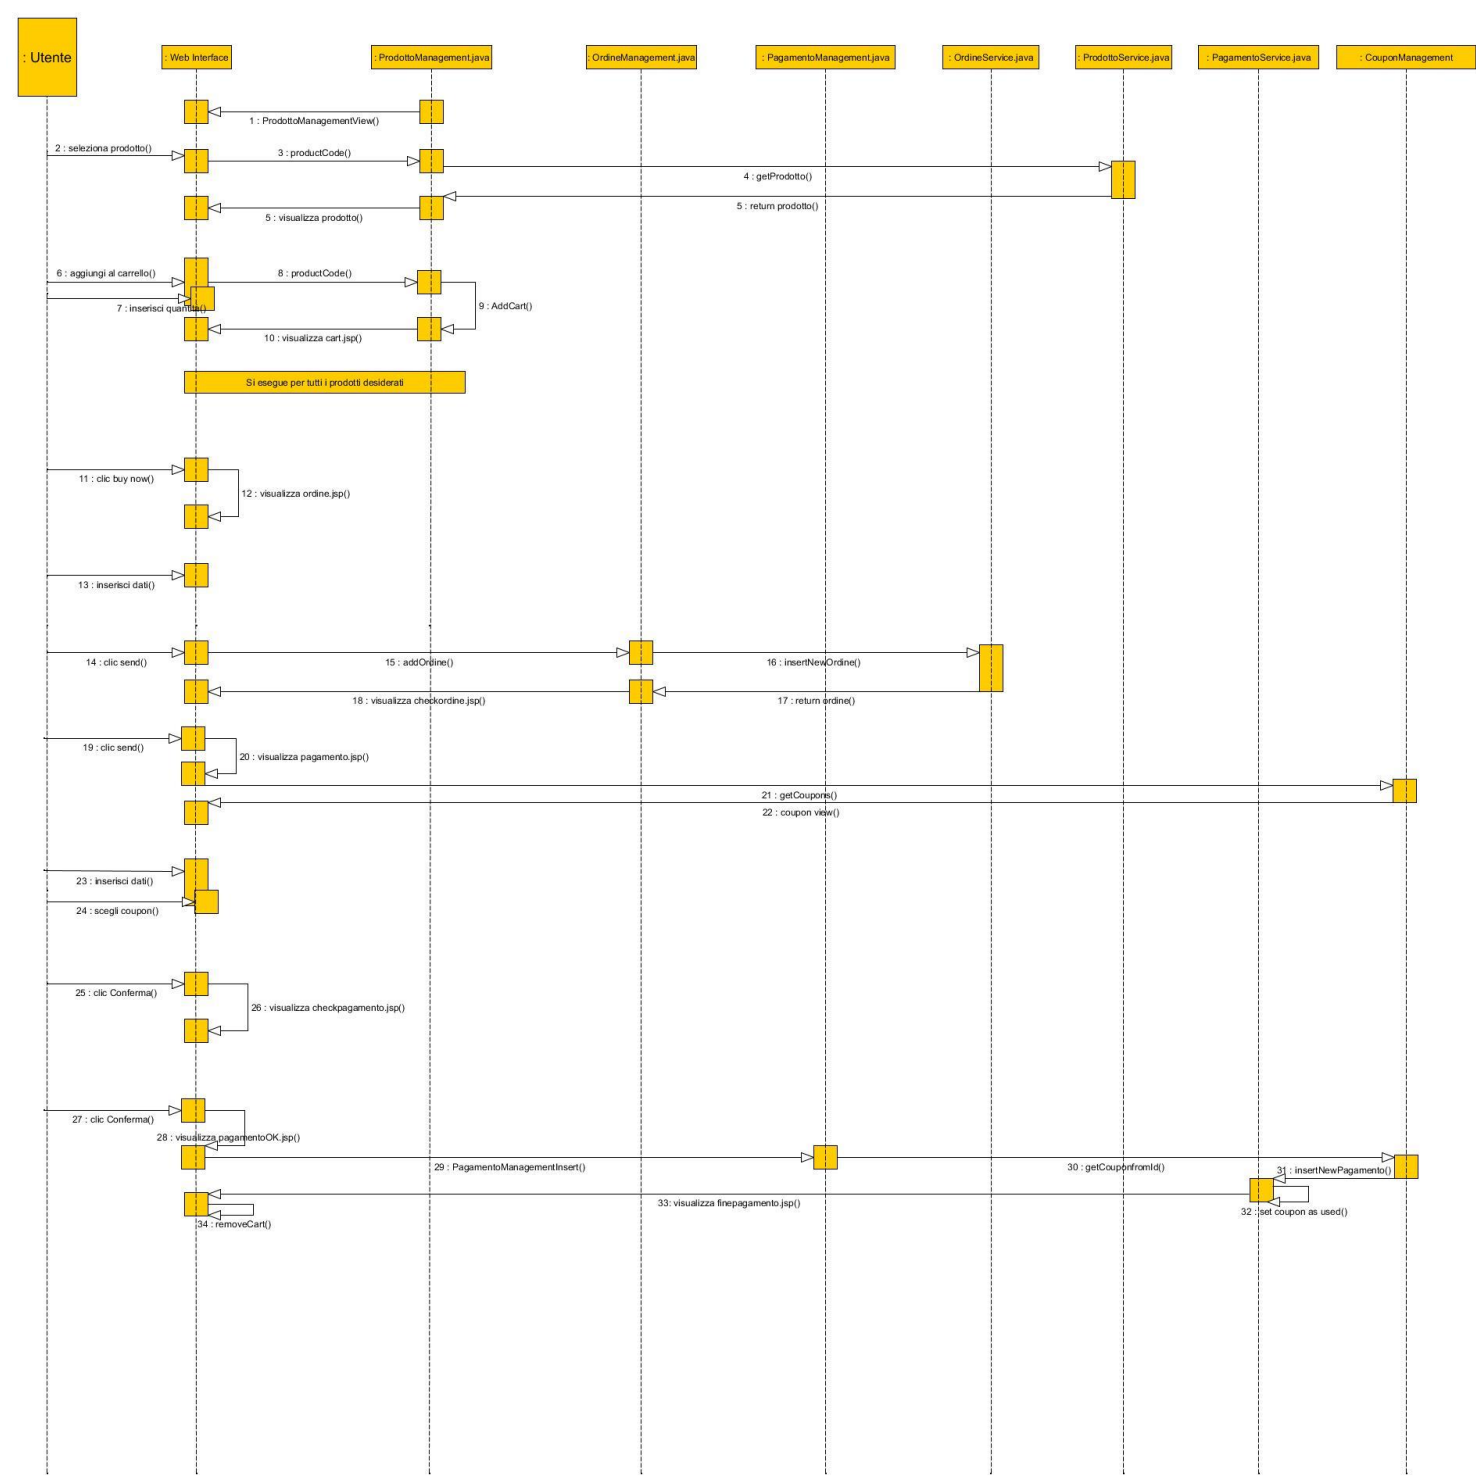 : Utente
: Web Interface
: ProdottoManagement.java
: OrdineManagement.java
: PagamentoManagement.java
: OrdineService.java
: ProdottoService.java
: PagamentoService.java
: CouponManagement
1 : ProdottoManagementView()
2 : seleziona prodotto()
3 : productCode()
4 : getProdotto()
5 : return prodotto()
5 : visualizza prodotto()
6 : aggiungi al carrello()
8 : productCode()
7 : inserisci quantità()
9 : AddCart()
10 : visualizza cart.jsp()
Si esegue per tutti i prodotti desiderati
11 : clic buy now()
12 : visualizza ordine.jsp()
13 : inserisci dati()
14 : clic send()
15 : addOrdine()
16 : insertNewOrdine()
18 : visualizza checkordine.jsp()
17 : return ordine()
19 : clic send()
20 : visualizza pagamento.jsp()
21 : getCoupons()
22 : coupon view()
23 : inserisci dati()
24 : scegli coupon()
25 : clic Conferma()
26 : visualizza checkpagamento.jsp()
27 : clic Conferma()
28 : visualizza pagamentoOK.jsp()
29 : PagamentoManagementInsert()
30 : getCouponfromId()
31 : insertNewPagamento()
33: visualizza finepagamento.jsp()
32 : set coupon as used()
34 : removeCart()